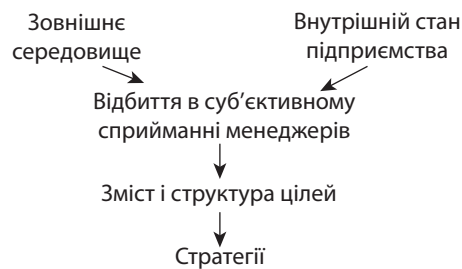 Зовнішнє
середовище
Внутрішній стан
підприємства
Відбиття в суб’єктивному
сприйманні менеджерів
Зміст і структура цілей
Стратегії